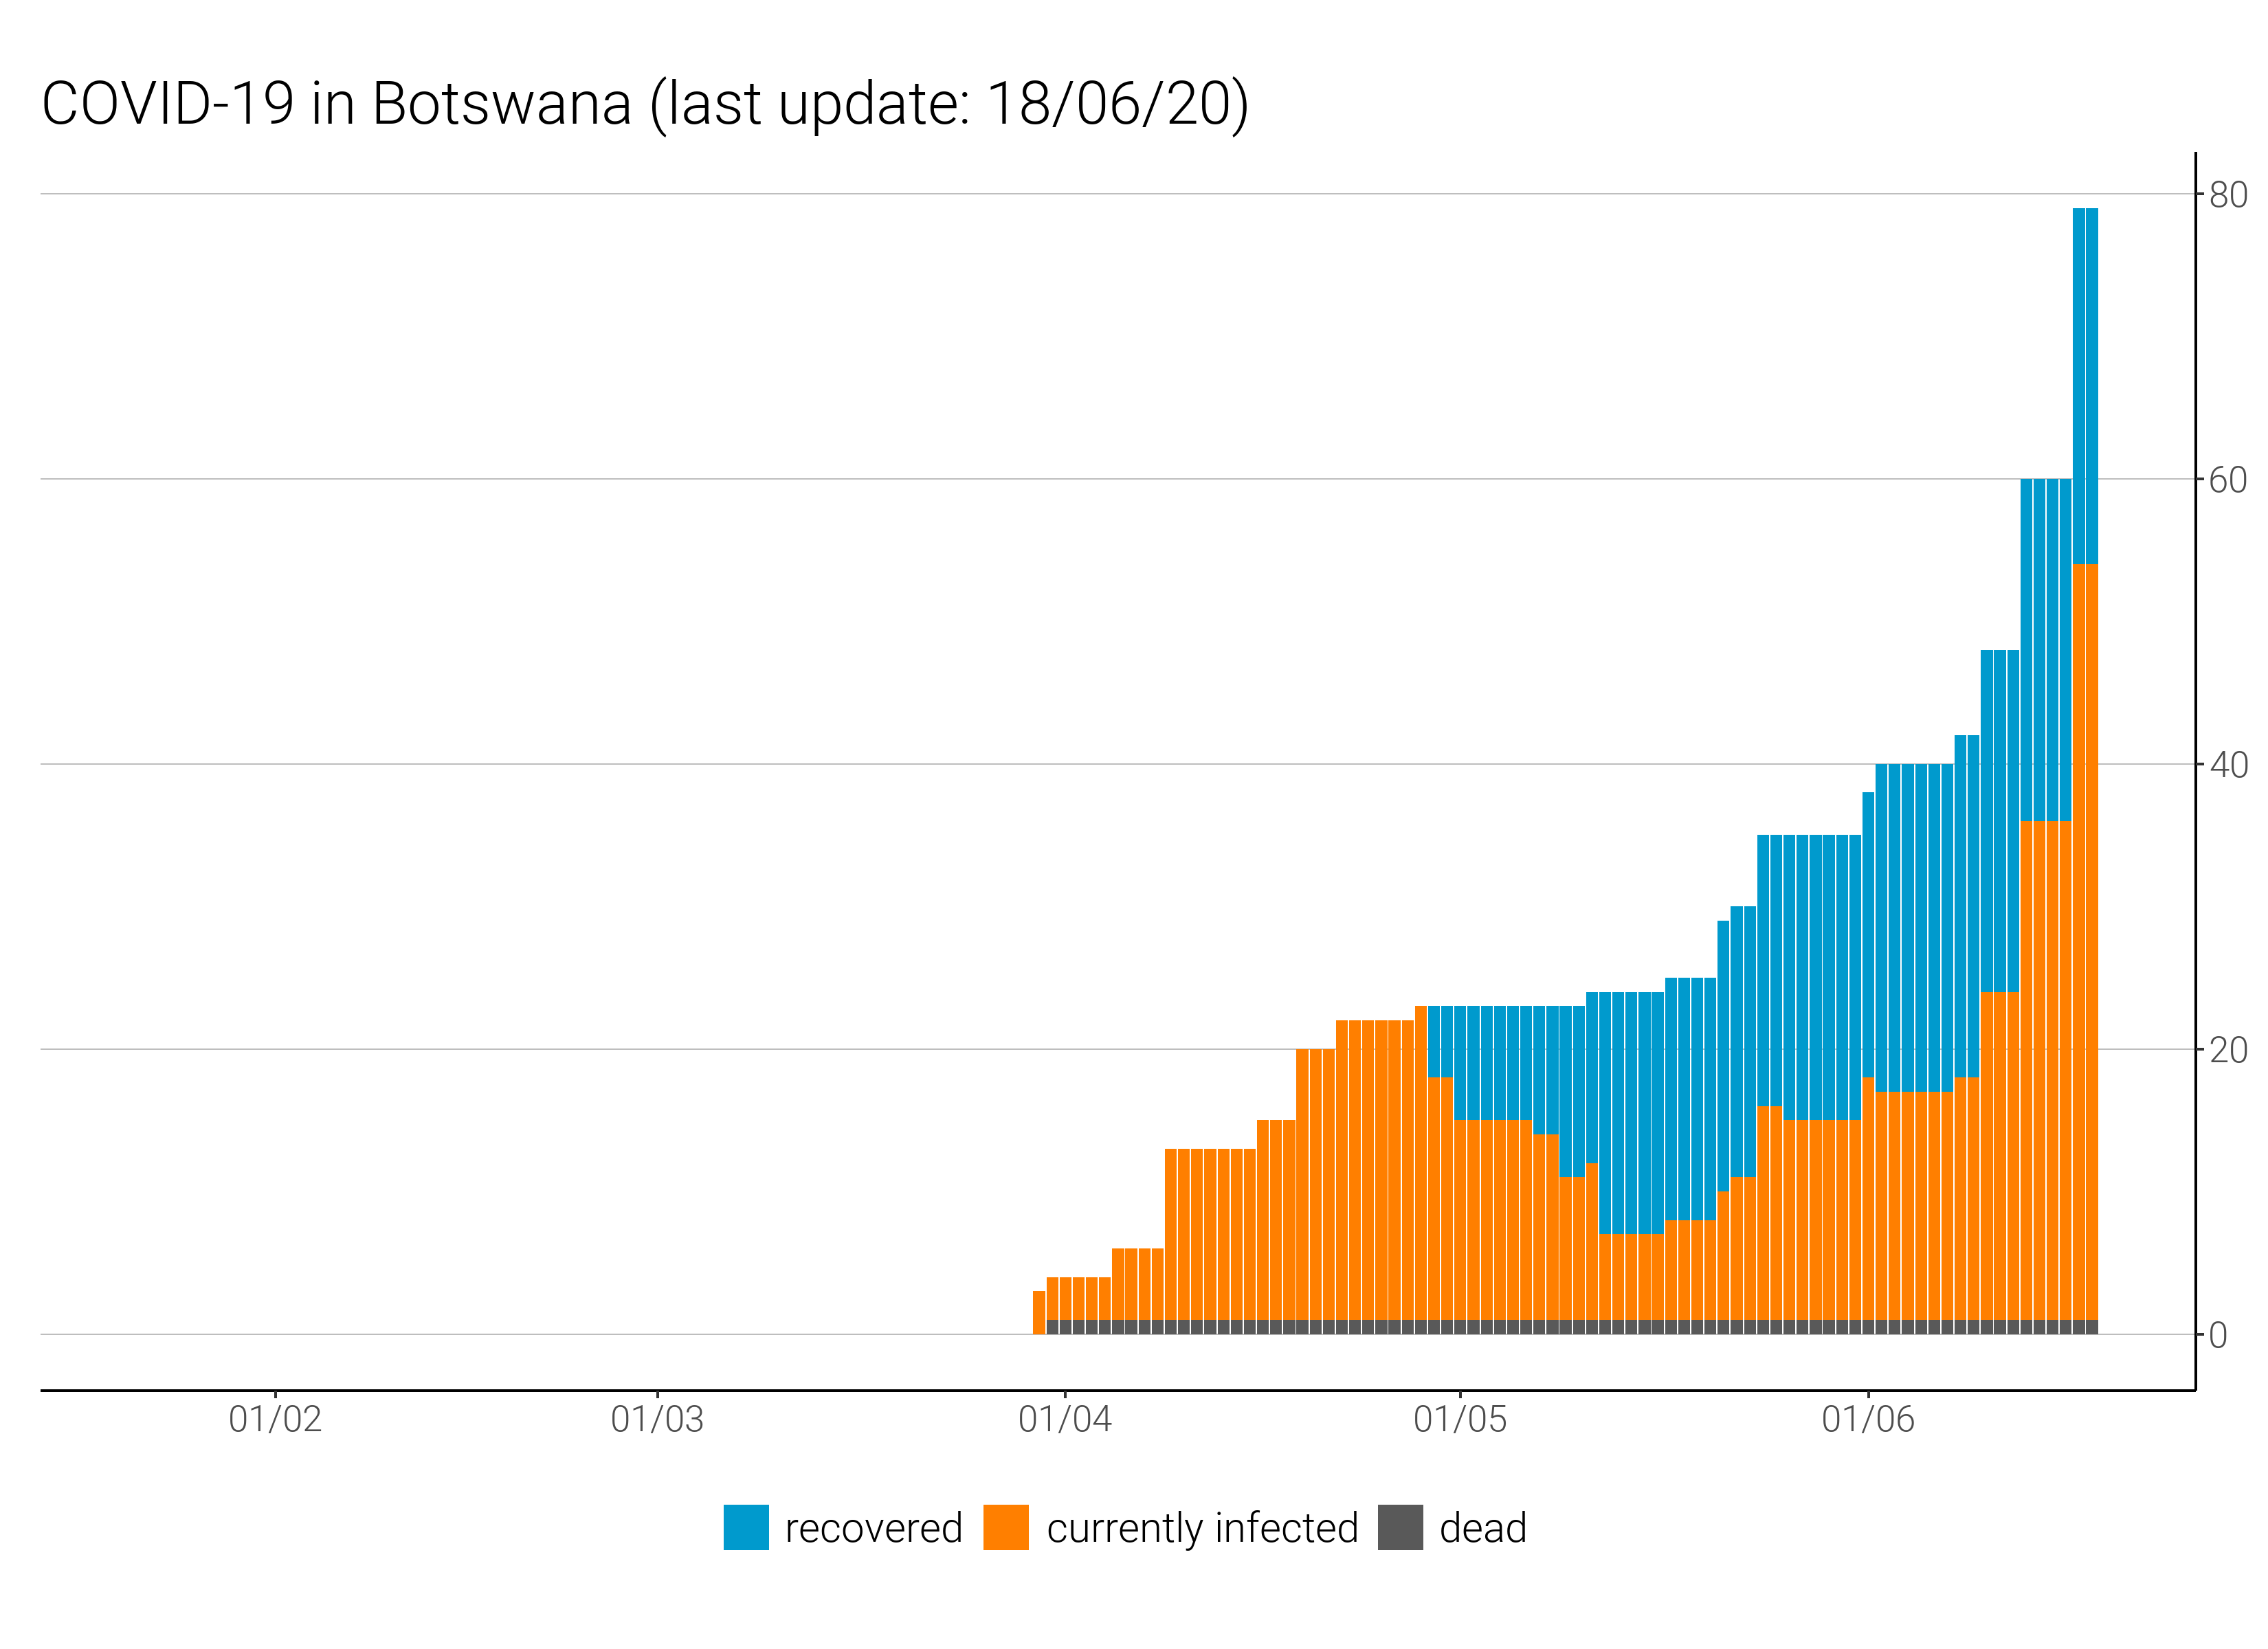 COVID-19 in Botswana (last update: 18/06/20)
80
60
40
20
0
01/02 01/03 01/04 01/05 01/06
recovered currently infected dead